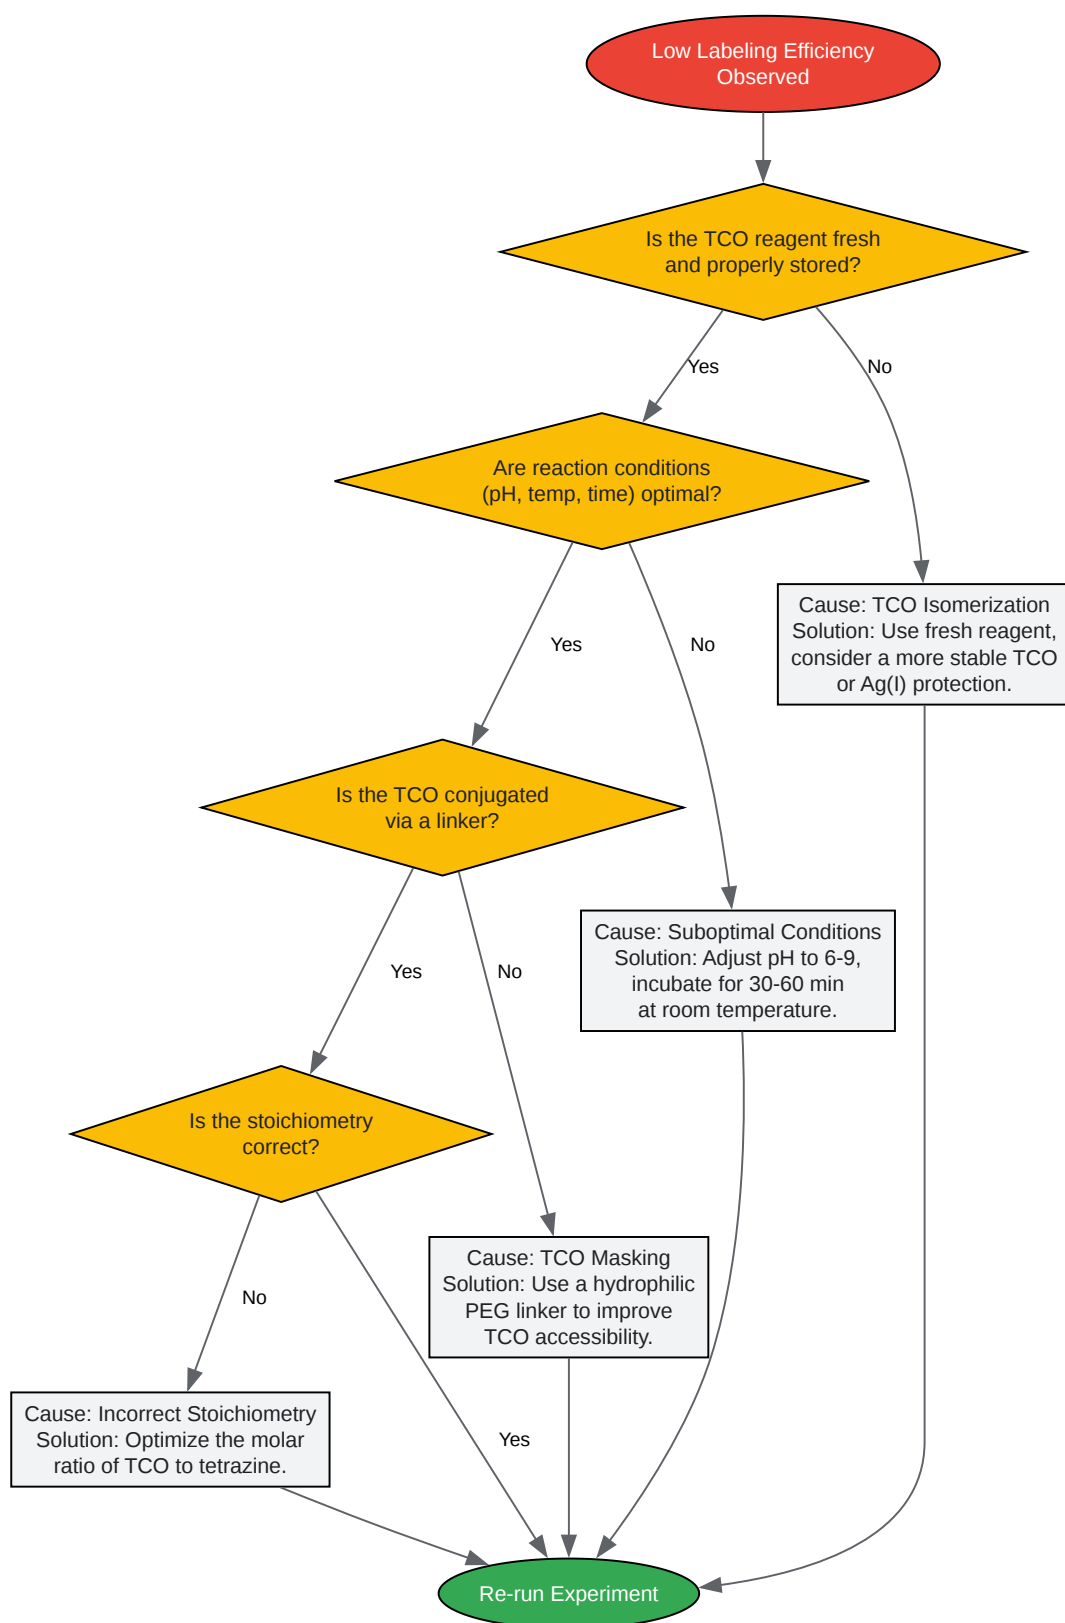 Low Labeling Efficiency
Observed
Is the TCO reagent fresh
and properly stored?
Yes
No
Are reaction conditions
(pH, temp, time) optimal?
Cause: TCO Isomerization
Solution: Use fresh reagent,
consider a more stable TCO
or Ag(I) protection.
Yes
No
Is the TCO conjugated
via a linker?
Cause: Suboptimal Conditions
Solution: Adjust pH to 6-9,
incubate for 30-60 min
at room temperature.
Yes
No
Is the stoichiometry
correct?
Cause: TCO Masking
Solution: Use a hydrophilic
PEG linker to improve
TCO accessibility.
No
Yes
Cause: Incorrect Stoichiometry
Solution: Optimize the molar
ratio of TCO to tetrazine.
Re-run Experiment